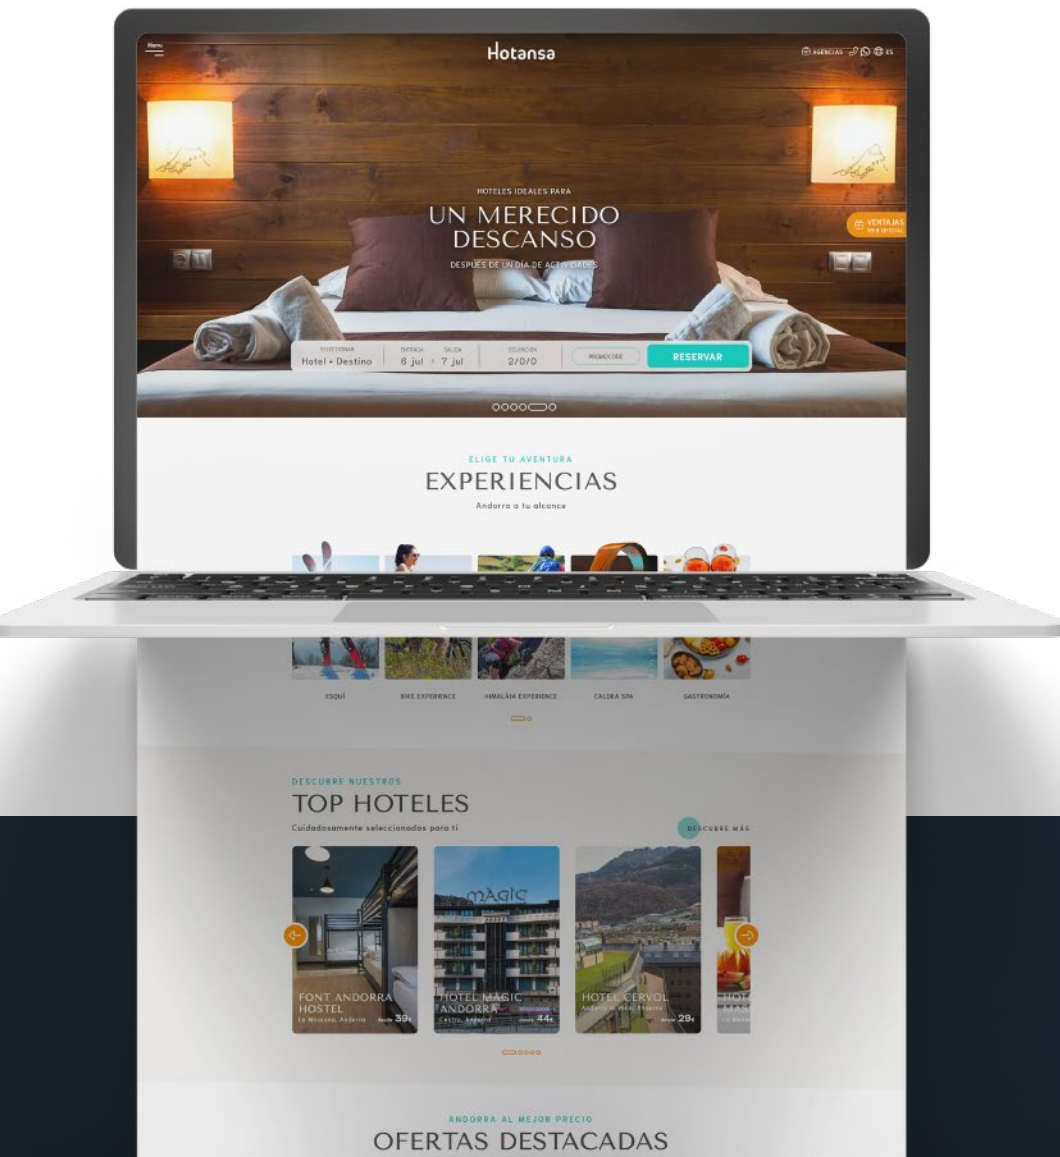 Menu
Hotansa
AGENCIAS
ES
HOTELES IDEALES PARA
UN MERECIDO
DESCANSO
DESPUÉS DE UN DÍA DE ACTIVIDADES
VENTAJAS
WEB OFICIAL
SELECCIONAR
ENTRADA
SALIDA
OCUPACIÓN
Hotel • Destino
6 jul
7 jul
2/0/0
PROMOCODE
RESERVAR
ELIGE TU AVENTURA
EXPERIENCIAS
Andorra a tu alcance
ESQUÍ
BIKE EXPERIENCE
HIMALÀIA EXPERIENCE
CALDEA SPA
GASTRONOMÍA
DESCUBRE NUESTROS
TOP HOTELES
Cuidadosamente seleccionados para ti
DESCUBRE MÁS
MÀGIC
FONT ANDORRA
HOSTEL
La Massana, Andorra
desde 39€
HOTEL MÀGIC
ANDORRA
Centro, Andorra
desde 44€
HOTEL CERVOL
desde 29€
ANDORRA AL MEJOR PRECIO
OFERTAS DESTACADAS